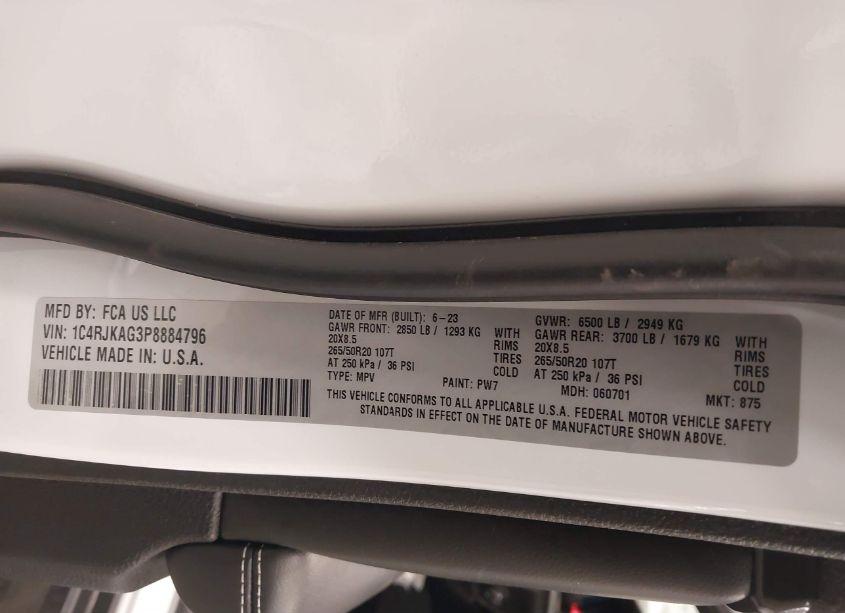 MFD BY: FCA US LLC
VIN: 1C4RJKAG3P8884796
VEHICLE MADE IN: U.S.A.
DATE OF MFR (BUILT): 6-23
GAWR FRONT: 2850 LB / 1293 KG WITH
20X8.5 RIMS
265/50R20 107T TIRES
AT 250 kPa / 36 PSI COLD
TYPE: MPV PAINT: PW7
GVWR: 6500 LB / 2949 KG
GAWR REAR: 3700 LB / 1679 KG WITH
20X8.5 RIMS
265/50R20 107T TIRES
AT 250 kPa / 36 PSI COLD
MDH: 060701 MKT: 875
THIS VEHICLE CONFORMS TO ALL APPLICABLE U.S.A. FEDERAL MOTOR VEHICLE SAFETY
STANDARDS IN EFFECT ON THE DATE OF MANUFACTURE SHOWN ABOVE.